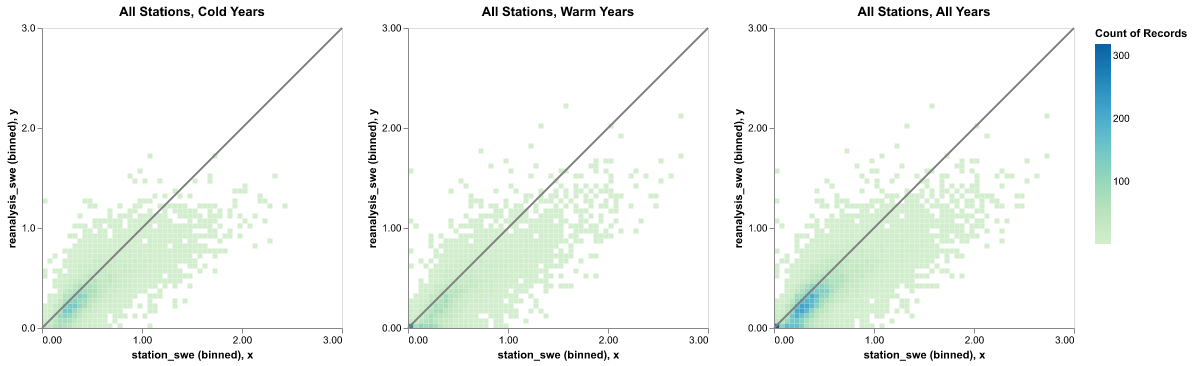 All Stations, Cold Years
All Stations, Warm Years
All Stations, All Years
Count of Records
300
200
100
reanalysis_swe (binned), y
3.0
2.0
1.0
0.0
0.00
1.00
2.00
3.00
station_swe (binned), x
reanalysis_swe (binned), y
3.00
2.00
1.00
0.00
0.00
1.00
2.00
3.00
station_swe (binned), x
reanalysis_swe (binned), y
3.00
2.00
1.00
0.00
0.00
1.00
2.00
3.00
station_swe (binned), x